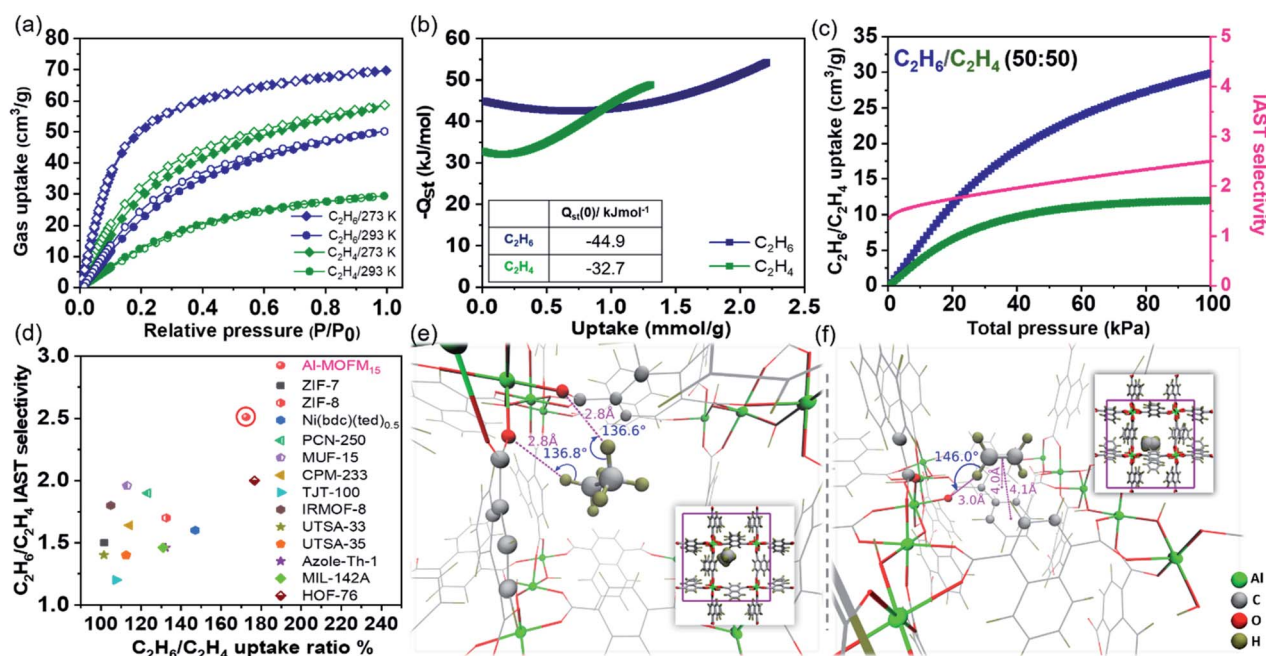 (a)
Gas uptake (cm³/g)
80
70
60
50
40
30
20
10
0
0.0 0.2 0.4 0.6 0.8 1.0
Relative pressure (P/P₀)
C₂H₆/273 K
C₂H₆/293 K
C₂H₄/273 K
C₂H₄/293 K
(b)
-Qst (kJ/mol)
60
50
40
30
20
10
0
0.0 0.5 1.0 1.5 2.0 2.5
Uptake (mmol/g)
Qst(0)/ kJmol⁻¹
C₂H₆ -44.9
C₂H₄ -32.7
C₂H₆
C₂H₄
(c)
C₂H₆/C₂H₄ uptake (cm³/g)
35
30
25
20
15
10
5
0
C₂H₆/C₂H₄ (50:50)
0 20 40 60 80 100
Total pressure (kPa)
5
4
3
2
1
0
IAST selectivity
(d)
C₂H₆/C₂H₄ IAST selectivity
3.0
2.5
2.0
1.5
1.0
100 120 140 160 180 200 220 240
C₂H₆/C₂H₄ uptake ratio %
Al-MOFM₁₅
ZIF-7
ZIF-8
Ni(bdc)(ted)₀.₅
PCN-250
MUF-15
CPM-233
TJT-100
IRMOF-8
UTSA-33
UTSA-35
Azole-Th-1
MIL-142A
HOF-76
(e)
2.8Å
136.6°
2.8Å
136.8°
(f)
146.0°
3.0Å
4.0Å
4.1Å
Al
C
O
H